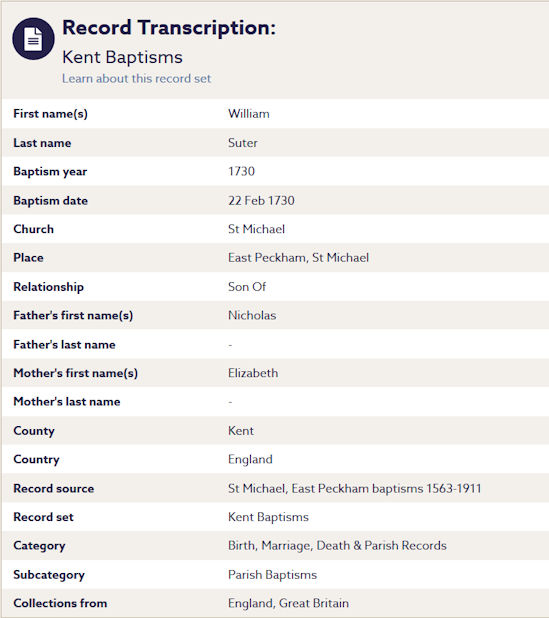 Record Transcription:
Kent Baptisms
Learn about this record set
First name(s) William
Last name Suter
Baptism year 1730
Baptism date 22 Feb 1730
Church St Michael
Place East Peckham, St Michael
Relationship Son Of
Father's first name(s) Nicholas
Father's last name -
Mother's first name(s) Elizabeth
Mother's last name -
County Kent
Country England
Record source St Michael, East Peckham baptisms 1563-1911
Record set Kent Baptisms
Category Birth, Marriage, Death & Parish Records
Subcategory Parish Baptisms
Collections from England, Great Britain